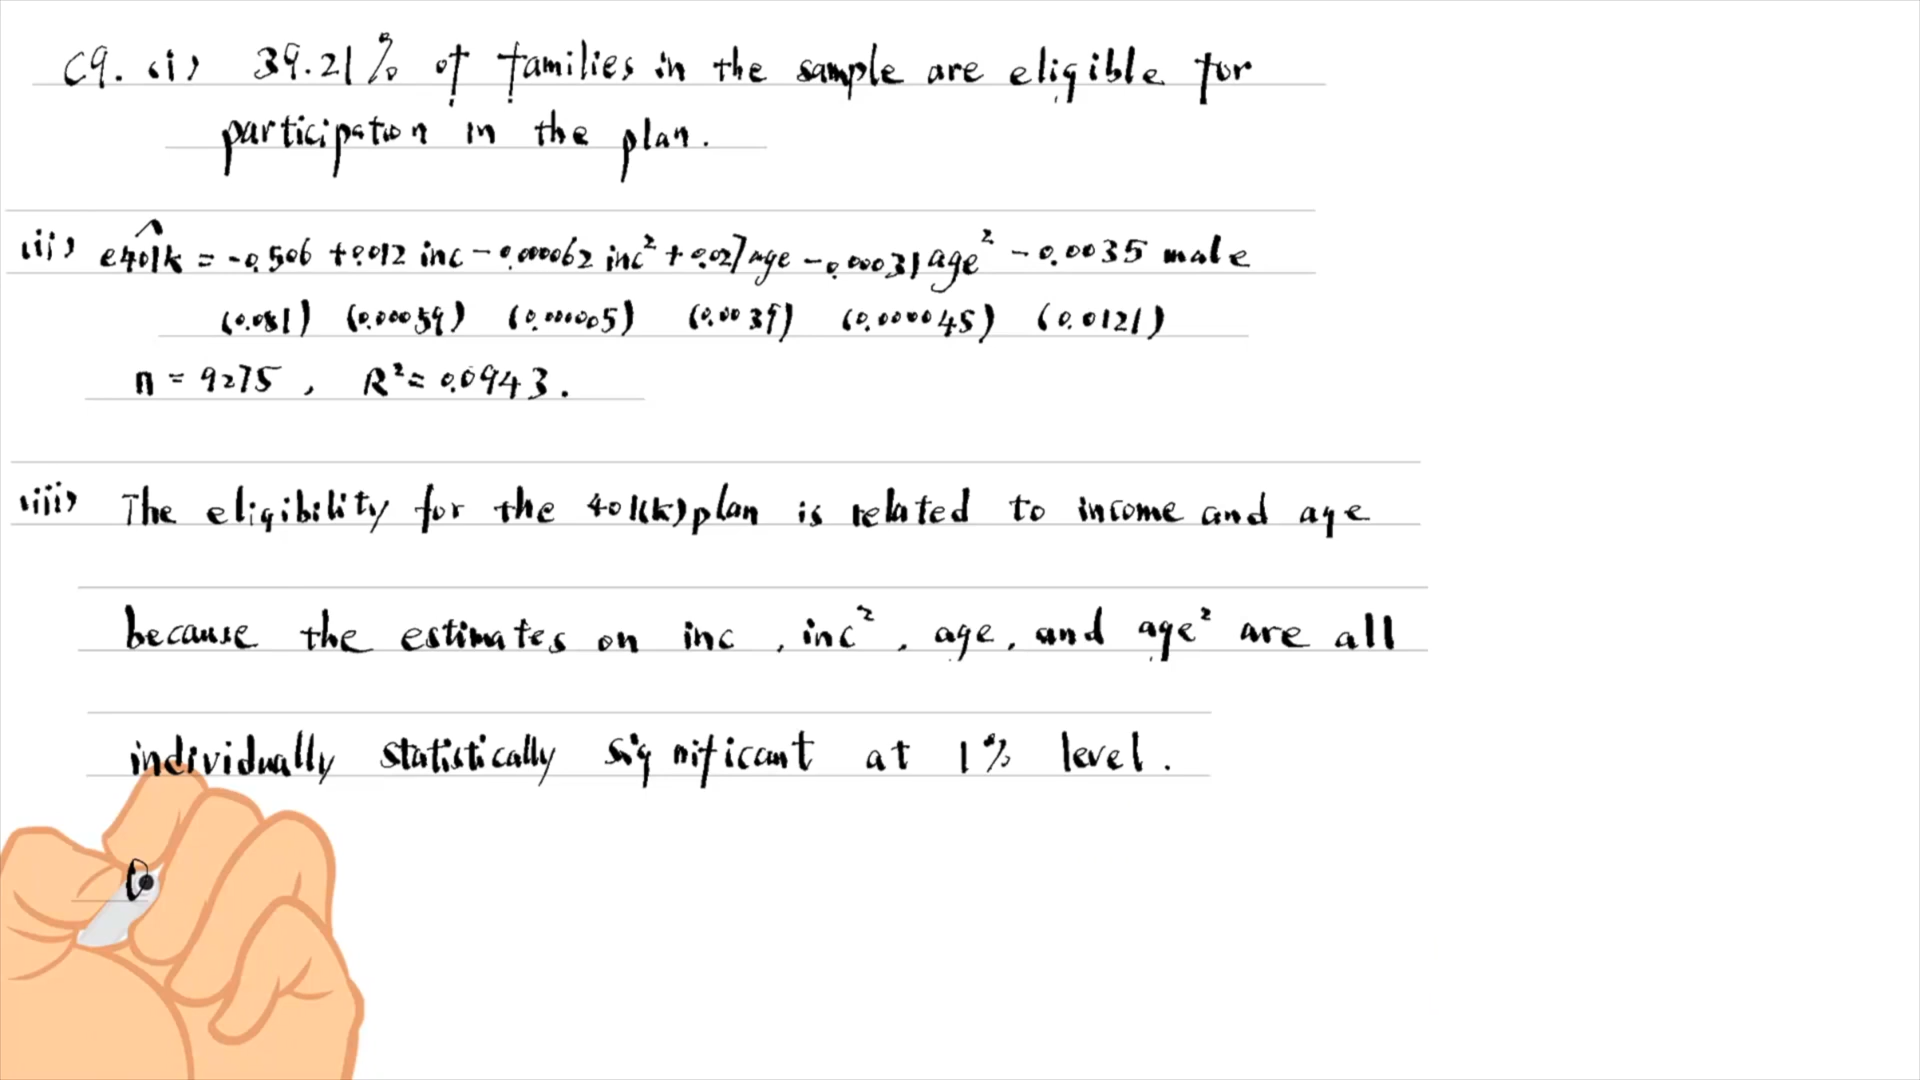 C9. (i) 39.21% of families in the sample are eligible for
participation in the plan.
(ii) e401k^ = -0.506 + 0.012 inc - 0.000062 inc² + 0.027 age - 0.00031 age² - 0.0035 male
(0.081) (0.00059) (0.000005) (0.0039) (0.000045) (0.0121)
n = 9275, R² = 0.0943.
(iii) The eligibility for the 401(k) plan is related to income and age
because the estimates on inc, inc², age, and age² are all
individually statistically significant at 1% level.